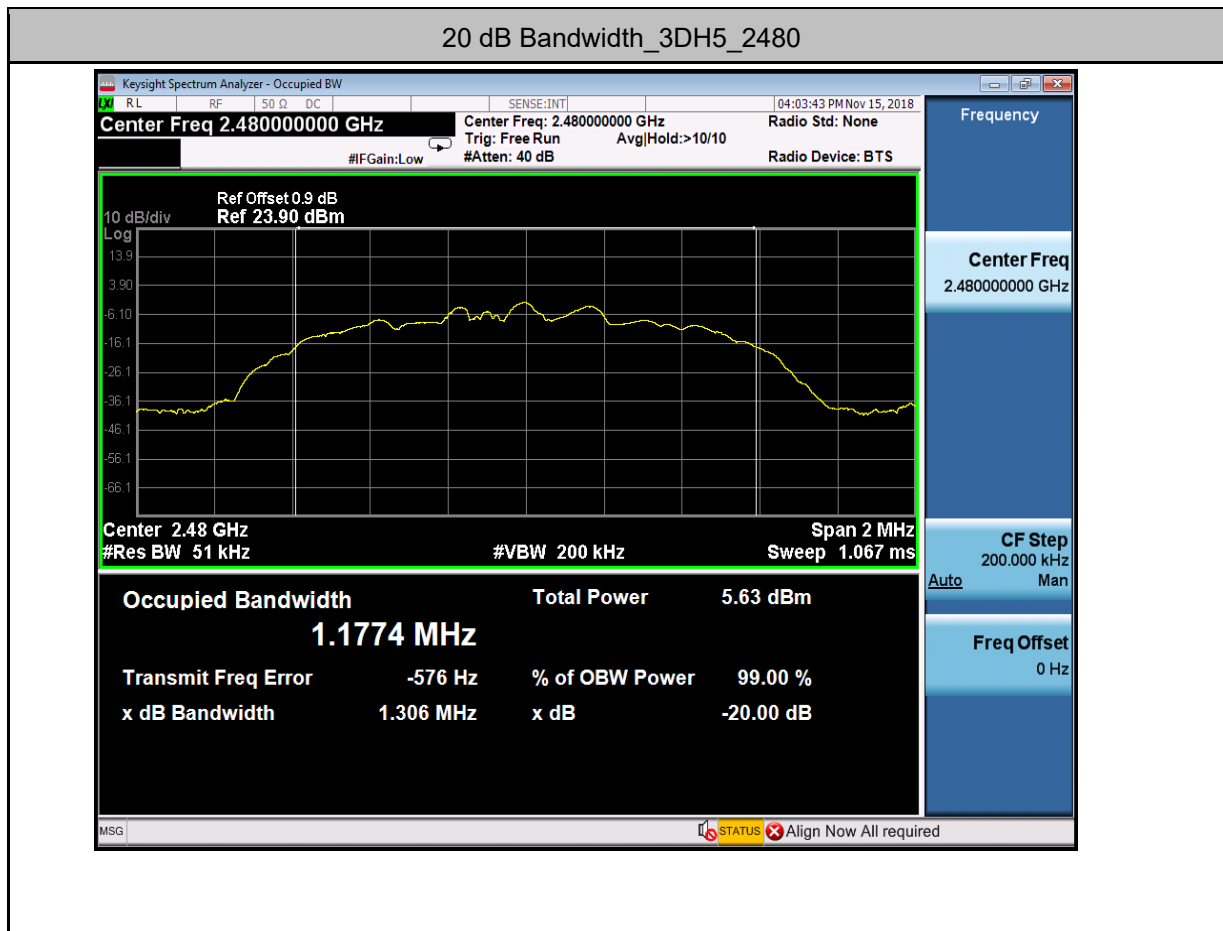 20 dB Bandwidth_3DH5_2480
Keysight Spectrum Analyzer - Occupied BW
LXI RL RF 50 Ω DC SENSE:INT 04:03:43 PM Nov 15, 2018
Center Freq 2.480000000 GHz
Center Freq: 2.480000000 GHz
Radio Std: None
Trig: Free Run Avg|Hold:>10/10
#IFGain:Low
#Atten: 40 dB
Radio Device: BTS
Ref Offset 0.9 dB
10 dB/div Ref 23.90 dBm
Log
13.9
3.90
-6.10
-16.1
-26.1
-36.1
-46.1
-56.1
-66.1
Center 2.48 GHz Span 2 MHz
#Res BW 51 kHz #VBW 200 kHz Sweep 1.067 ms
Occupied Bandwidth Total Power 5.63 dBm
1.1774 MHz
Transmit Freq Error -576 Hz % of OBW Power 99.00 %
x dB Bandwidth 1.306 MHz x dB -20.00 dB
Frequency
Center Freq
2.480000000 GHz
CF Step
200.000 kHz
Auto Man
Freq Offset
0 Hz
MSG STATUS Align Now All required